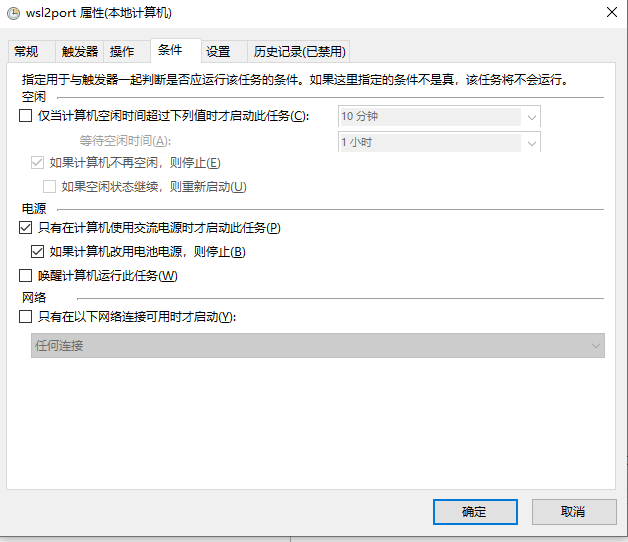 wsl2port 属性(本地计算机)
常规 触发器 操作 条件 设置 历史记录(已禁用)
指定用于与触发器一起判断是否应运行该任务的条件。如果这里指定的条件不是真，该任务将不会运行。
空闲
仅当计算机空闲时间超过下列值时才启动此任务(C): 10 分钟
等待空闲时间(A): 1 小时
如果计算机不再空闲，则停止(E)
如果空闲状态继续，则重新启动(U)
电源
只有在计算机使用交流电源时才启动此任务(P)
如果计算机改用电池电源，则停止(B)
唤醒计算机运行此任务(W)
网络
只有在以下网络连接可用时才启动(Y):
任何连接
确定 取消